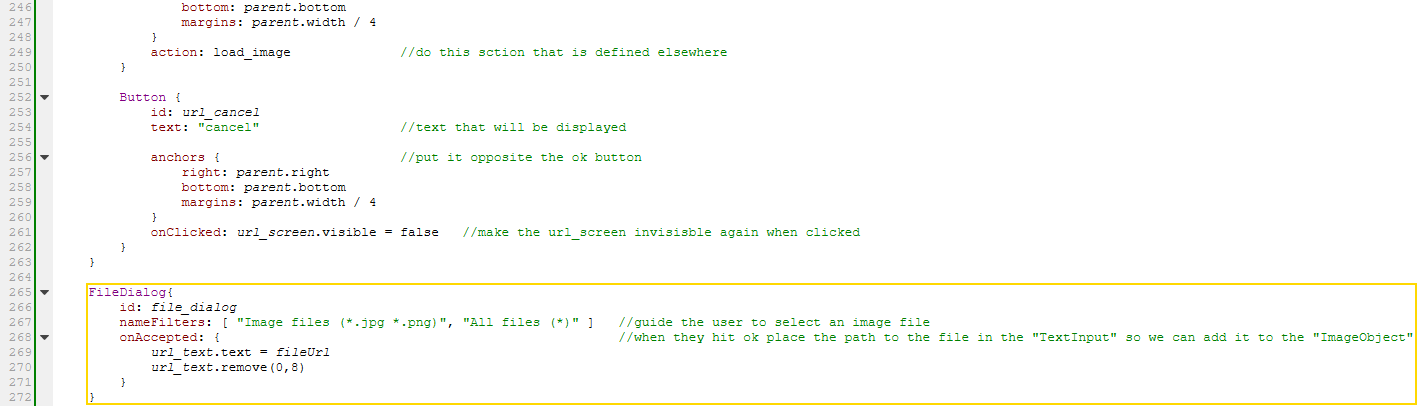 246 bottom: parent.bottom
247 margins: parent.width / 4
248 }
249 action: load_image //do this sction that is defined elsewhere
250 }
251
252 Button {
253 id: url_cancel
254 text: "cancel" //text that will be displayed
255
256 anchors { //put it opposite the ok button
257 right: parent.right
258 bottom: parent.bottom
259 margins: parent.width / 4
260 }
261 onClicked: url_screen.visible = false //make the url_screen invisisble again when clicked
262 }
263 }
264
265 FileDialog{
266 id: file_dialog
267 nameFilters: [ "Image files (*.jpg *.png)", "All files (*)" ] //guide the user to select an image file
268 onAccepted: { //when they hit ok place the path to the file in the "TextInput" so we can add it to the "ImageObject"
269 url_text.text = fileUrl
270 url_text.remove(0,8)
271 }
272 }